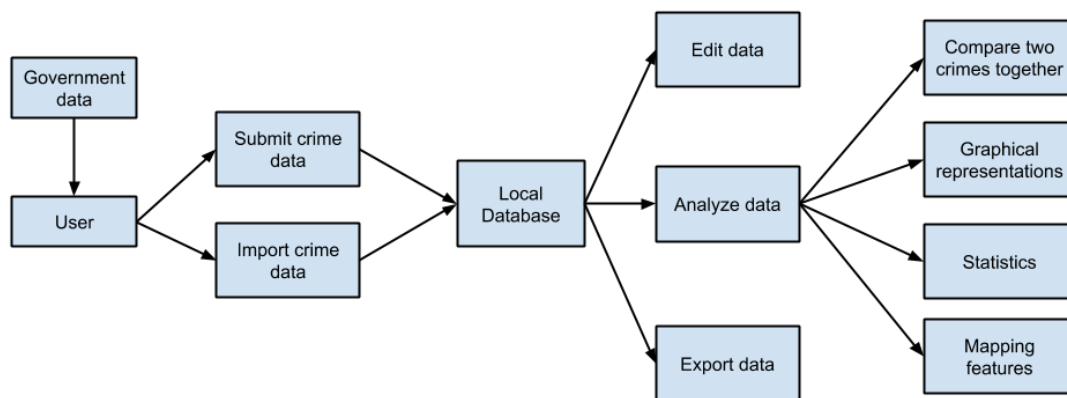 Government
data
User
Submit crime
data
Import crime
data
Local
Database
Edit data
Analyze data
Export data
Compare two
crimes together
Graphical
representations
Statistics
Mapping
features